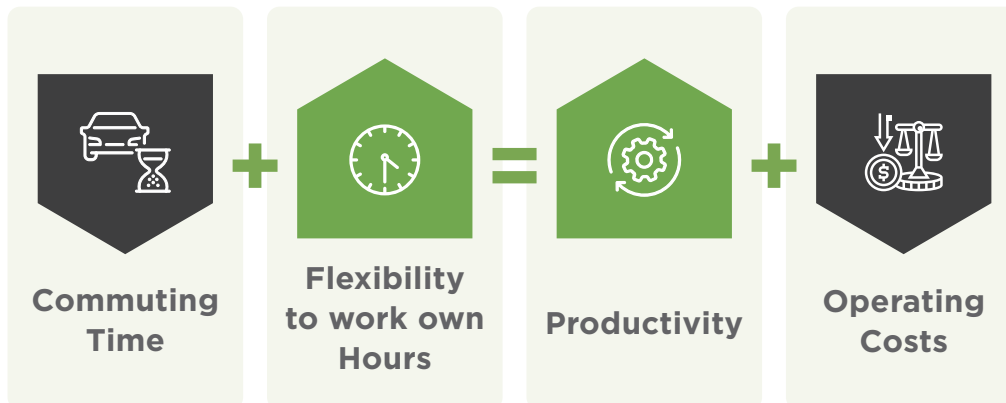 Commuting
Time
+
Flexibility
to work own
Hours
=
Productivity
+
Operating
Costs
$